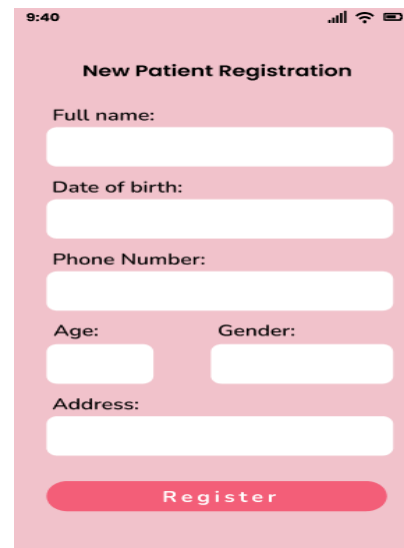 9:40
New Patient Registration
Full name:
Date of birth:
Phone Number:
Age: Gender:
Address:
Register